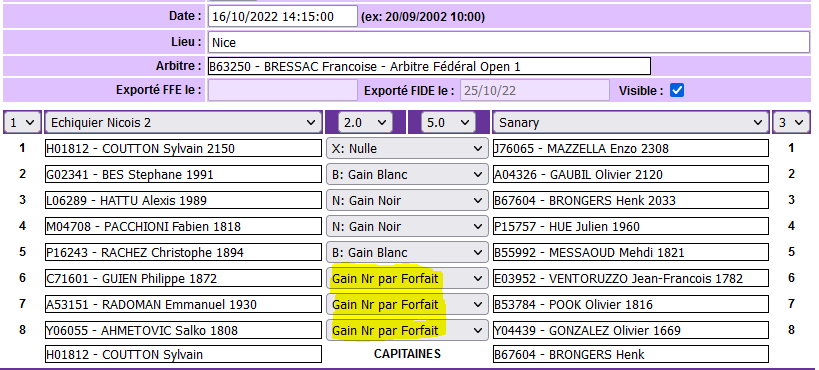 Date : 16/10/2022 14:15:00 (ex: 20/09/2002 10:00)
Lieu : Nice
Arbitre : B63250 - BRESSAC Francoise - Arbitre Fédéral Open 1
Exporté FFE le : Exporté FIDE le : 25/10/22 Visible :
1 Echiquier Nicois 2 2.0 5.0 Sanary 3
1 H01812 - COUTTON Sylvain 2150 X: Nulle J76065 - MAZZELLA Enzo 2308 1
2 G02341 - BES Stephane 1991 B: Gain Blanc A04326 - GAUBIL Olivier 2120 2
3 L06289 - HATTU Alexis 1989 N: Gain Noir B67604 - BRONGERS Henk 2033 3
4 M04708 - PACCHIONI Fabien 1818 N: Gain Noir P15757 - HUE Julien 1960 4
5 P16243 - RACHEZ Christophe 1894 B: Gain Blanc B55992 - MESSAOUD Mehdi 1821 5
6 C71601 - GUIEN Philippe 1872 Gain Nr par Forfait E03952 - VENTORUZZO Jean-Francois 1782 6
7 A53151 - RADOMAN Emmanuel 1930 Gain Nr par Forfait B53784 - POOK Olivier 1816 7
8 Y06055 - AHMETOVIC Salko 1808 Gain Nr par Forfait Y04439 - GONZALEZ Olivier 1669 8
H01812 - COUTTON Sylvain CAPITAINES B67604 - BRONGERS Henk